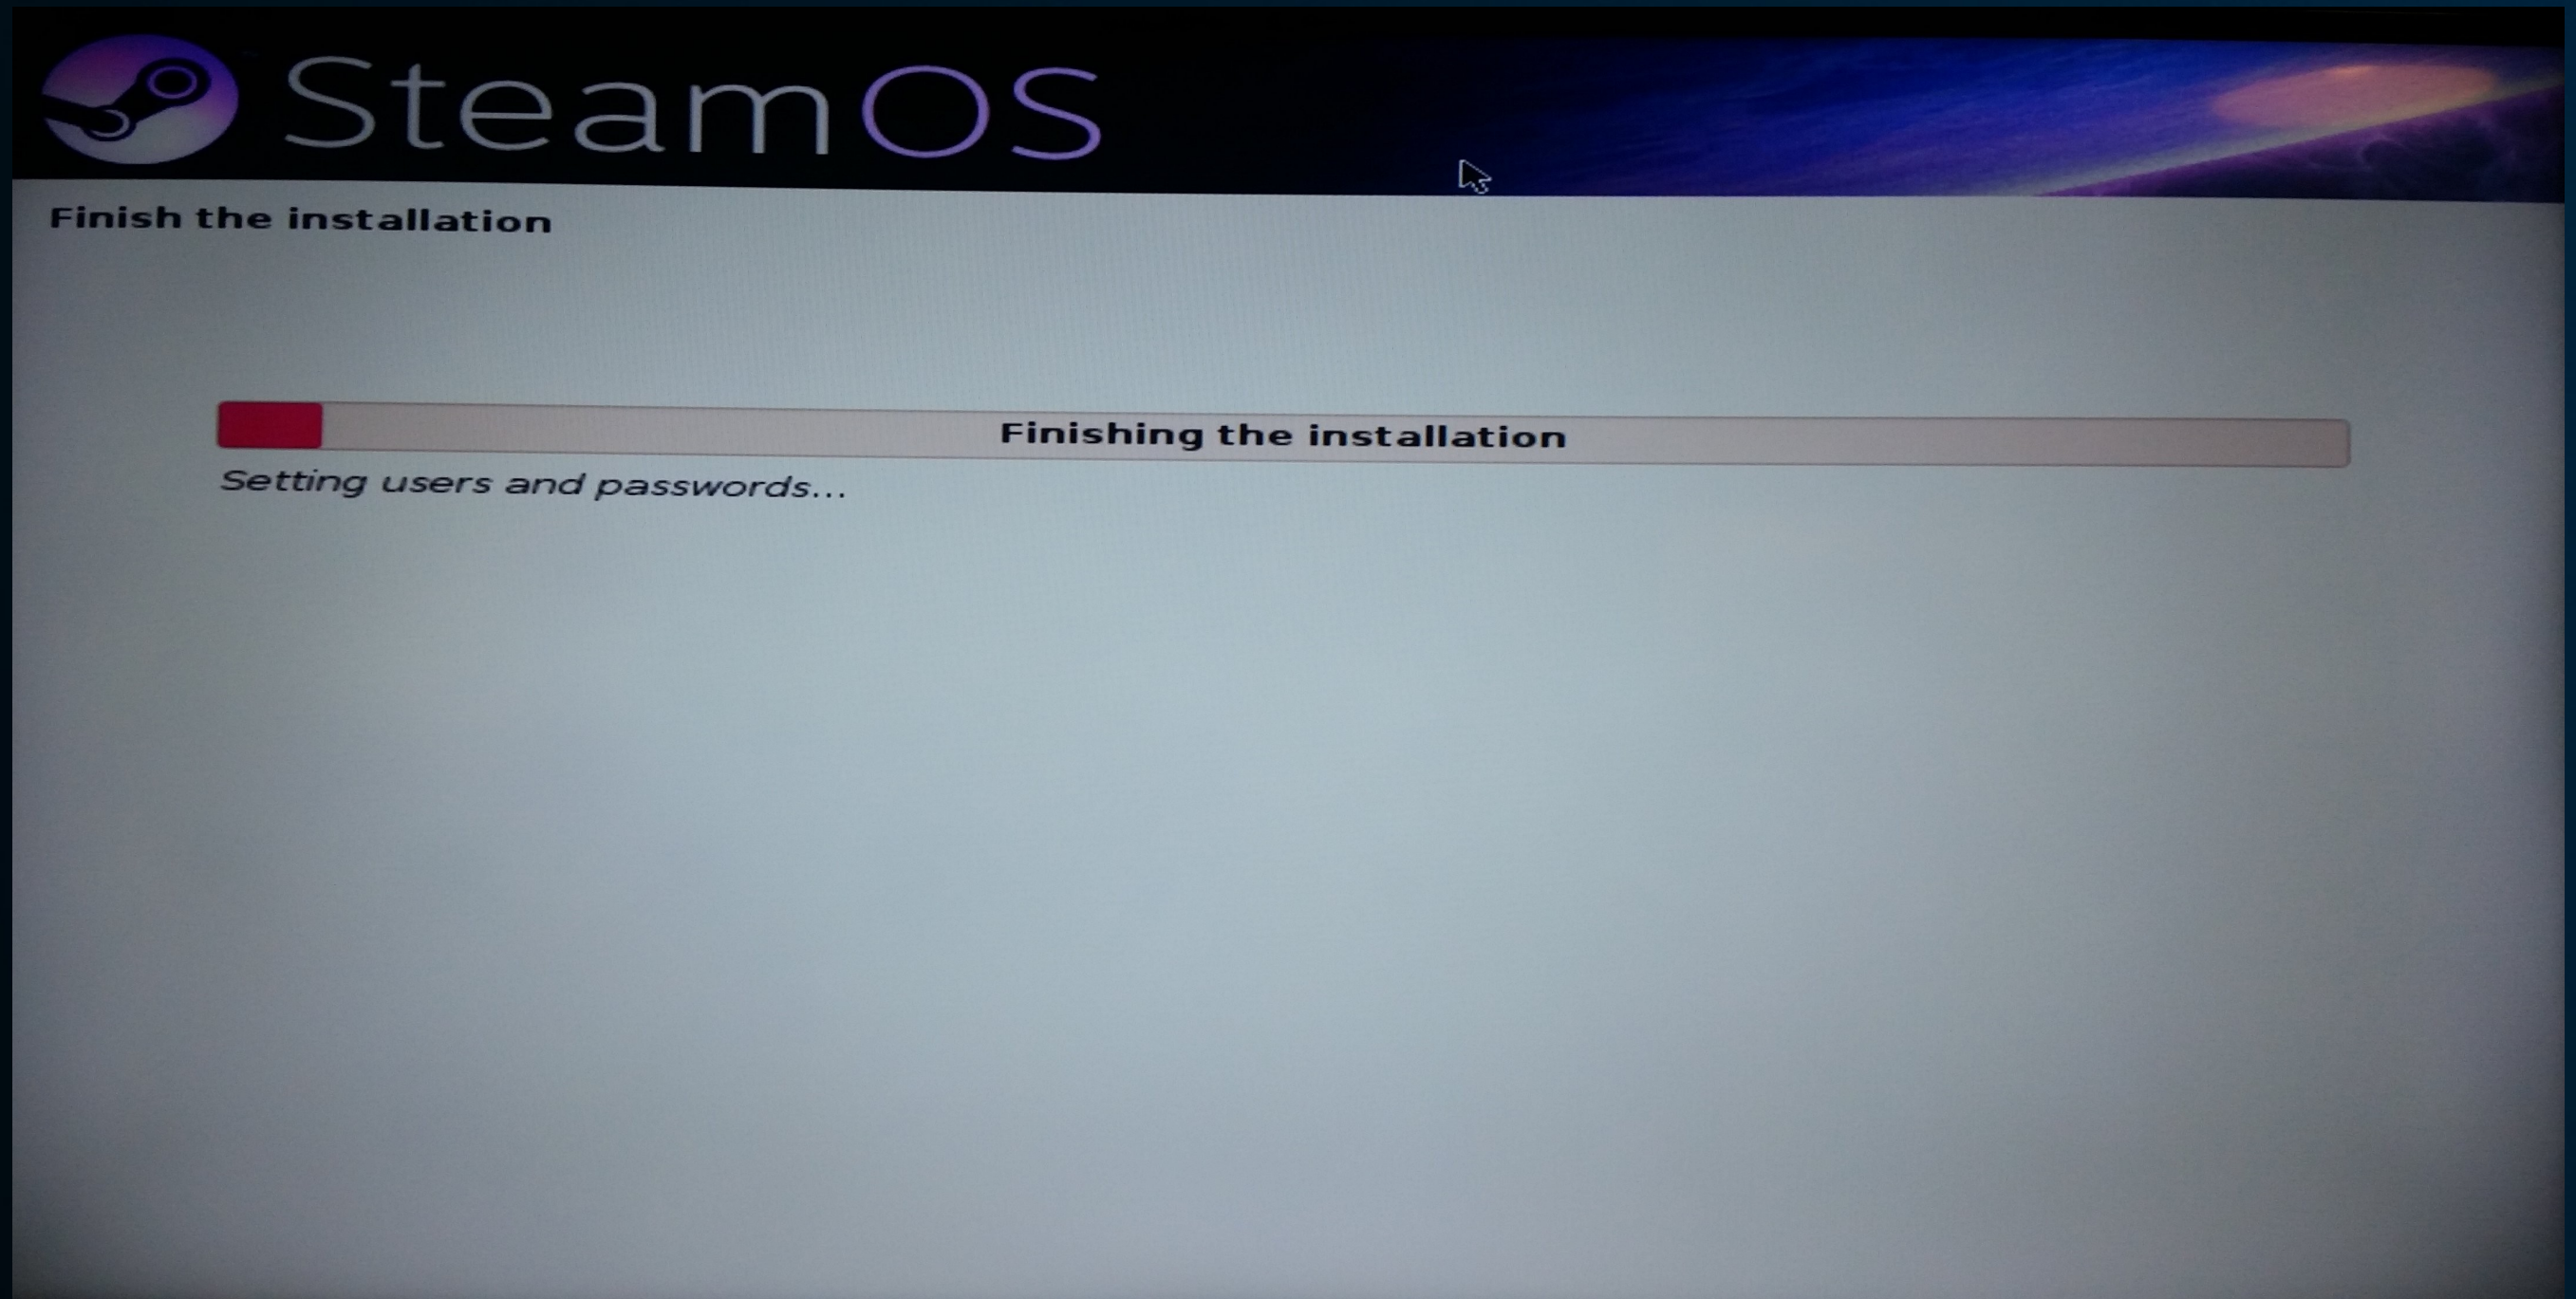 SteamOS
Finish the installation
Finishing the installation
Setting users and passwords...